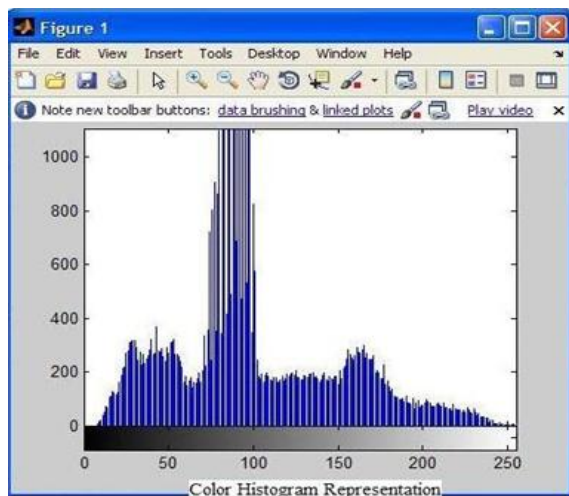 Figure 1
File Edit View Insert Tools Desktop Window Help
Note new toolbar buttons: data brushing & linked plots Play video
1000
800
600
400
200
0
0 50 100 150 200 250
Color Histogram Representation